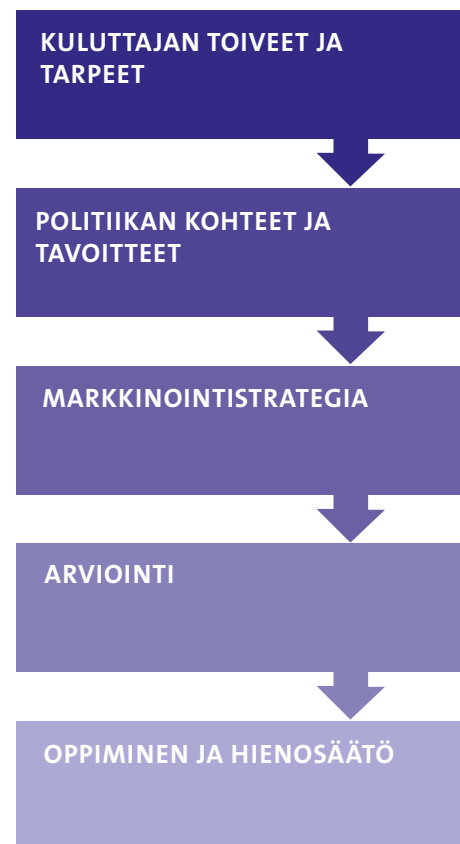 KULUTTAJAN TOIVEET JA
TARPEET
POLITIIKAN KOHTEET JA
TAVOITTEET
MARKKINOINTISTRATEGIA
ARVIOINTI
OPPIMINEN JA HIENOSÄÄTÖ